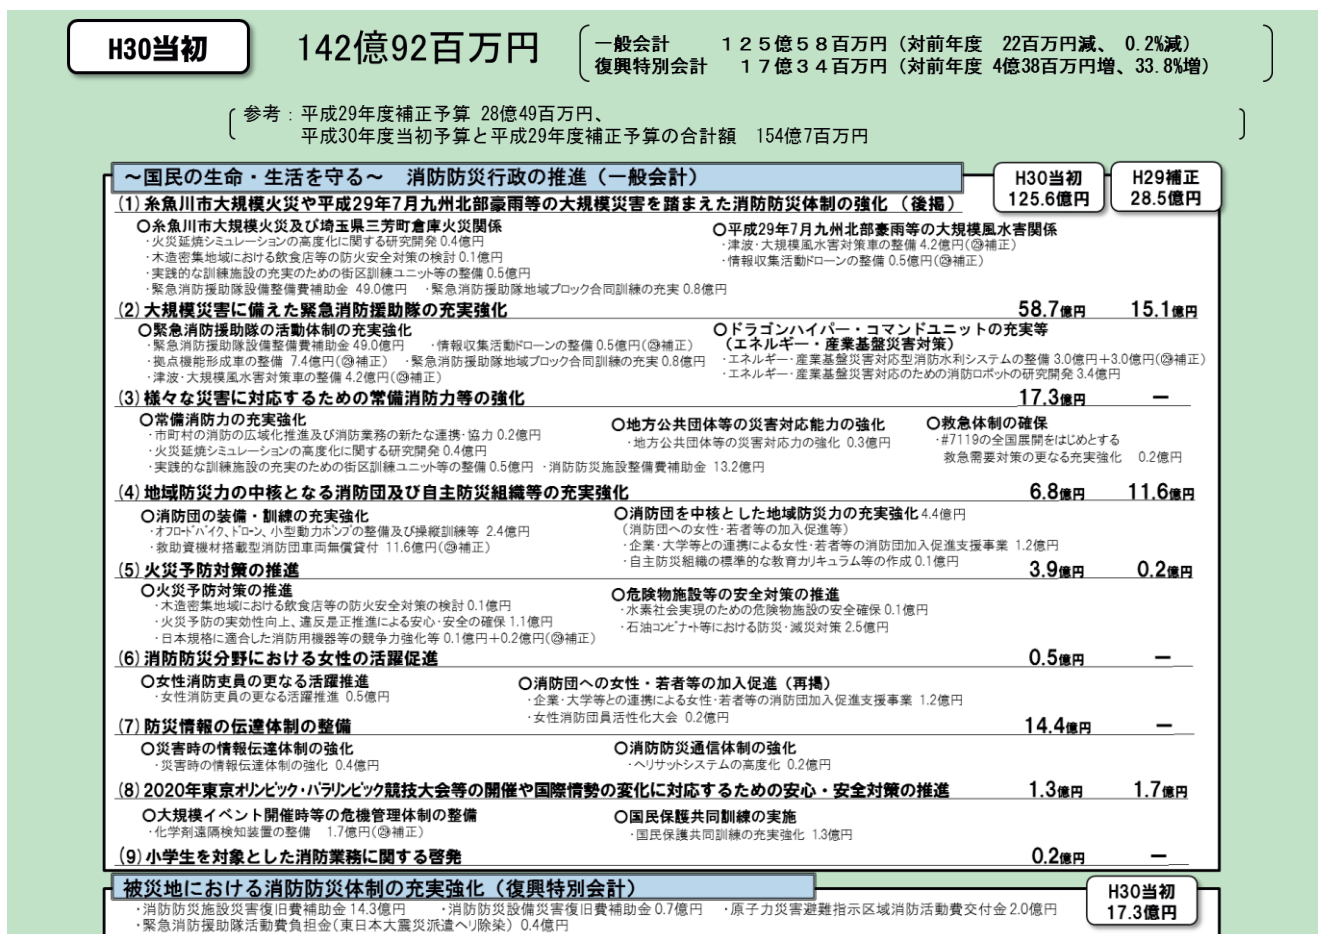 H30当初 142億92百万円
一般会計 125億58百万円（対前年度 22百万円減、 0.2%減）
復興特別会計 17億34百万円（対前年度 4億38百万円増、33.8%増）
参考：平成29年度補正予算 28億49百万円、
平成30年度当初予算と平成29年度補正予算の合計額 154億7百万円
～国民の生命・生活を守る～ 消防防災行政の推進（一般会計）
H30当初
125.6億円
H29補正
28.5億円
(1)糸魚川市大規模火災や平成29年7月九州北部豪雨等の大規模災害を踏まえた消防防災体制の強化（後掲）
○糸魚川市大規模火災及び埼玉県三芳町倉庫火災関係
・火災延焼シミュレーションの高度化に関する研究開発 0.4億円
・木造密集地域における飲食店等の防火安全対策の検討 0.1億円
・実践的な訓練施設の充実のための街区訓練ユニット等の整備 0.5億円
・緊急消防援助隊設備整備費補助金 49.0億円 ・緊急消防援助隊地域ブロック合同訓練の充実 0.8億円
○平成29年7月九州北部豪雨等の大規模風水害関係
・津波・大規模風水害対策車の整備 4.2億円(㉙補正)
・情報収集活動ドローンの整備 0.5億円(㉙補正)
(2)大規模災害に備えた緊急消防援助隊の充実強化 58.7億円 15.1億円
○緊急消防援助隊の活動体制の充実強化
・緊急消防援助隊設備整備費補助金 49.0億円 ・情報収集活動ドローンの整備 0.5億円(㉙補正)
・拠点機能形成車の整備 7.4億円(㉙補正) ・緊急消防援助隊地域ブロック合同訓練の充実 0.8億円
・津波・大規模風水害対策車の整備 4.2億円(㉙補正)
○ドラゴンハイパー・コマンドユニットの充実等
（エネルギー・産業基盤災害対策）
・エネルギー・産業基盤災害対応型消防水利システムの整備 3.0億円＋3.0億円(㉙補正)
・エネルギー・産業基盤災害対応のための消防ロボットの研究開発 3.4億円
(3)様々な災害に対応するための常備消防力等の強化 17.3億円 －
○常備消防力の充実強化
・市町村の消防の広域化推進及び消防業務の新たな連携・協力 0.2億円
・火災延焼シミュレーションの高度化に関する研究開発 0.4億円
・実践的な訓練施設の充実のための街区訓練ユニット等の整備 0.5億円 ・消防防災施設整備費補助金 13.2億円
○地方公共団体等の災害対応能力の強化
・地方公共団体等の災害対応力の強化 0.3億円
○救急体制の確保
・#7119の全国展開をはじめとする
救急需要対策の更なる充実強化 0.2億円
(4)地域防災力の中核となる消防団及び自主防災組織等の充実強化 6.8億円 11.6億円
○消防団の装備・訓練の充実強化
・オフロードバイク、ドローン、小型動力ポンプの整備及び操縦訓練等 2.4億円
・救助資機材搭載型消防団車両無償貸付 11.6億円(㉙補正)
○消防団を中核とした地域防災力の充実強化 4.4億円
（消防団への女性・若者等の加入促進等）
・企業・大学等との連携による女性・若者等の消防団加入促進支援事業 1.2億円
・自主防災組織の標準的な教育カリキュラム等の作成 0.1億円
(5)火災予防対策の推進 3.9億円 0.2億円
○火災予防対策の推進
・木造密集地域における飲食店等の防火安全対策の検討 0.1億円
・火災予防の実効性向上、違反是正推進による安心・安全の確保 1.1億円
・日本規格に適合した消防用機器等の競争力強化等 0.1億円＋0.2億円(㉙補正)
○危険物施設等の安全対策の推進
・水素社会実現のための危険物施設の安全確保 0.1億円
・石油コンビナート等における防災・減災対策 2.5億円
(6)消防防災分野における女性の活躍促進 0.5億円 －
○女性消防吏員の更なる活躍推進
・女性消防吏員の更なる活躍推進 0.5億円
○消防団への女性・若者等の加入促進（再掲）
・企業・大学等との連携による女性・若者等の消防団加入促進支援事業 1.2億円
・女性消防団員活性化大会 0.2億円
(7)防災情報の伝達体制の整備 14.4億円 －
○災害時の情報伝達体制の強化
・災害時の情報伝達体制の強化 0.4億円
○消防防災通信体制の強化
・ヘリサットシステムの高度化 0.2億円
(8)2020年東京オリンピック・パラリンピック競技大会等の開催や国際情勢の変化に対応するための安心・安全対策の推進 1.3億円 1.7億円
○大規模イベント開催時等の危機管理体制の整備
・化学剤遠隔検知装置の整備 1.7億円(㉙補正)
○国民保護共同訓練の実施
・国民保護共同訓練の充実強化 1.3億円
(9)小学生を対象とした消防業務に関する啓発 0.2億円 －
被災地における消防防災体制の充実強化（復興特別会計）
H30当初
17.3億円
・消防防災施設災害復旧費補助金 14.3億円 ・消防防災設備災害復旧費補助金 0.7億円 ・原子力災害避難指示区域消防活動費交付金 2.0億円
・緊急消防援助隊活動費負担金(東日本大震災派遣ヘリ除染) 0.4億円